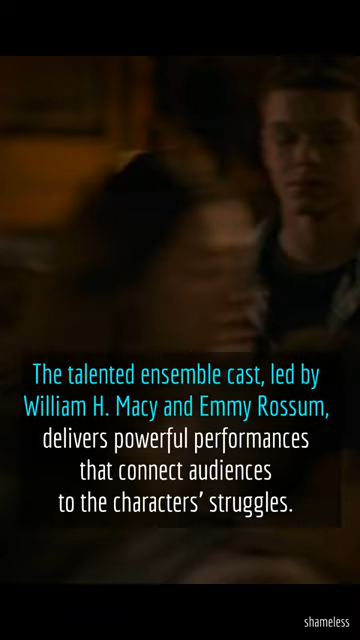 The talented ensemble cast, led by
William H. Macy and Emmy Rossum,
delivers powerful performances
that connect audiences
to the characters’ struggles.
shameless